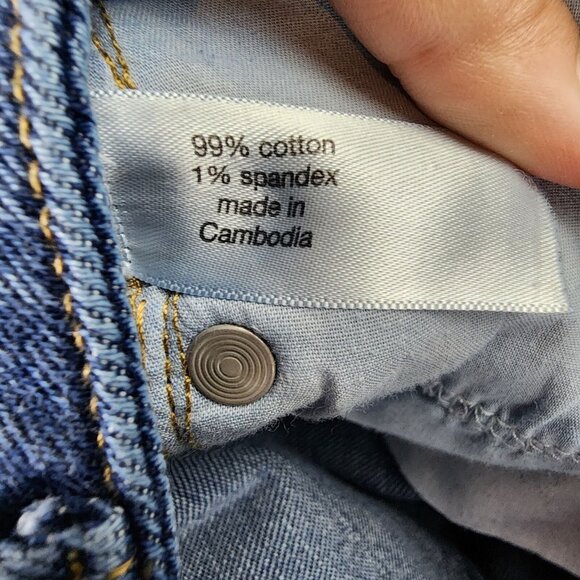 99% cotton
1% spandex
made in
Cambodia